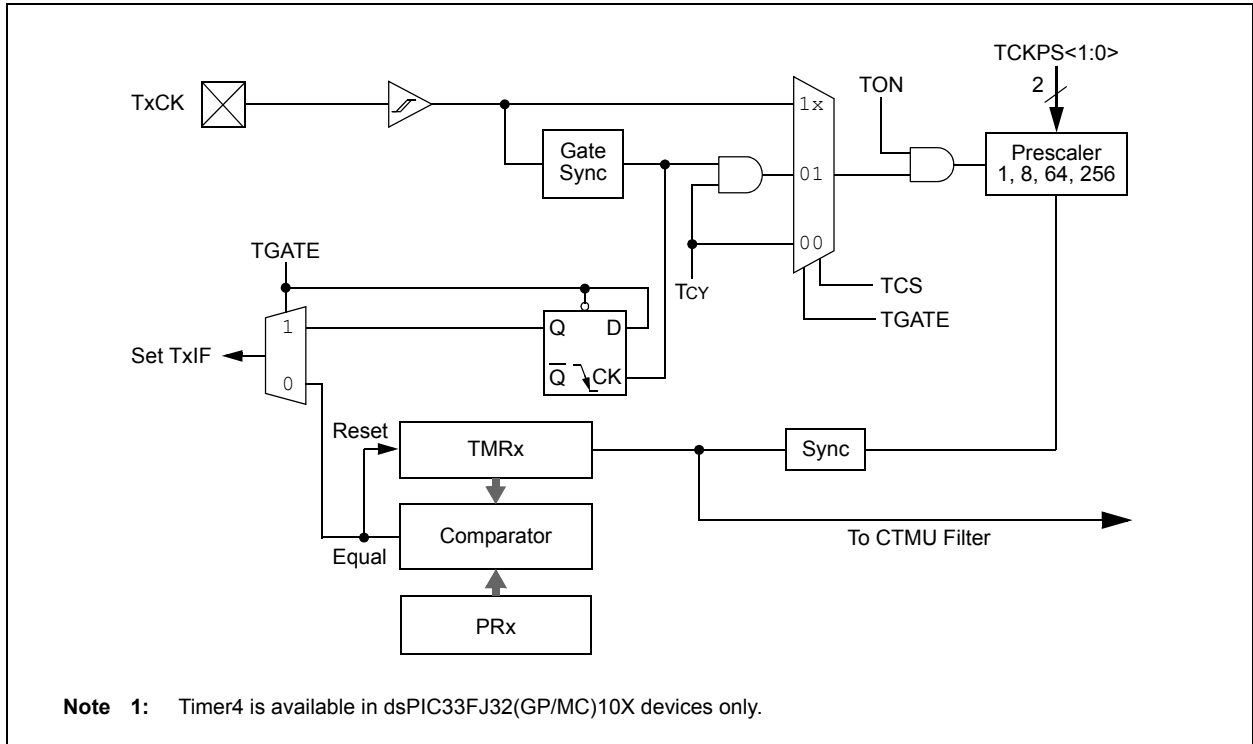 TCKPS<1:0>
2
TxCK
1x
TON
Gate
Sync
Prescaler
1, 8, 64, 256
01
00
TGATE
TCY
TCS
TGATE
1
Q D
Set TxIF
0
Q CK
Reset
TMRx
Sync
Comparator
Equal
To CTMU Filter
PRx
Note 1: Timer4 is available in dsPIC33FJ32(GP/MC)10X devices only.